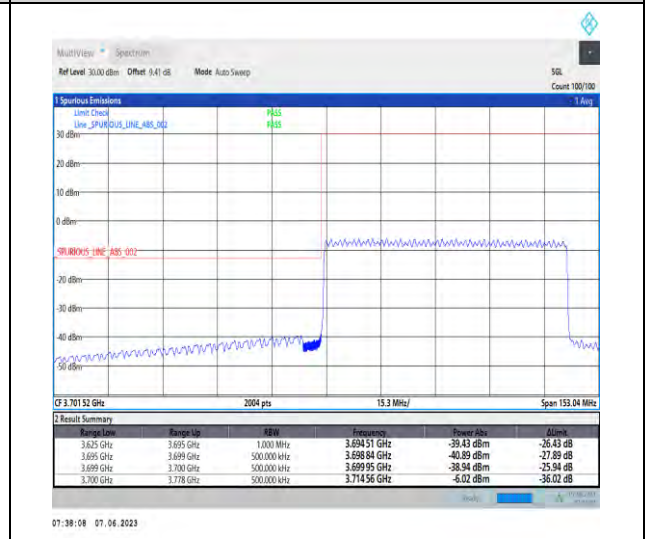 MultiView Spectrum
Ref Level 30.00 dBm Offset 9.41 dB Mode Auto Sweep SGL
Count 100/100
1 Spurious Emissions 1 Avg
Limit Check PASS
Line _SPURIOUS_LINE_ABS_002 PASS
30 dBm
20 dBm
10 dBm
0 dBm
SPURIOUS_LINE_ABS_002
-20 dBm
-30 dBm
-40 dBm
-50 dBm
CF 3.701 52 GHz 2004 pts 15.3 MHz/ Span 153.04 MHz
2 Result Summary
Range Low Range Up RBW Frequency Power Abs ΔLimit
3.625 GHz 3.695 GHz 1.000 MHz 3.694 51 GHz -39.43 dBm -26.43 dB
3.695 GHz 3.699 GHz 500.000 kHz 3.698 84 GHz -40.89 dBm -27.89 dB
3.699 GHz 3.700 GHz 500.000 kHz 3.699 95 GHz -38.94 dBm -25.94 dB
3.700 GHz 3.778 GHz 500.000 kHz 3.714 56 GHz -6.02 dBm -36.02 dB
Ready
07:38:08 07.06.2023